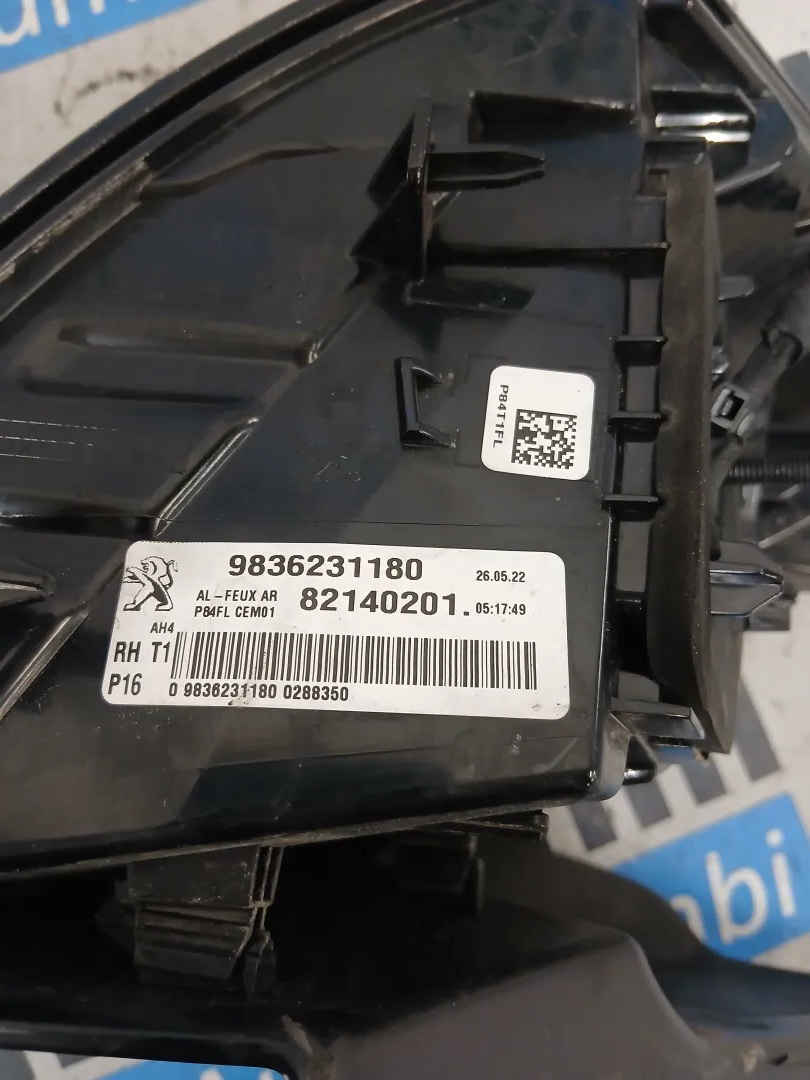 P84T1FL
9836231180 26.05.22
AL-FEUX AR 82140201. 05:17:49
P84FL CEM01
AH4
RH T1
P16 0 9836231180 0288350